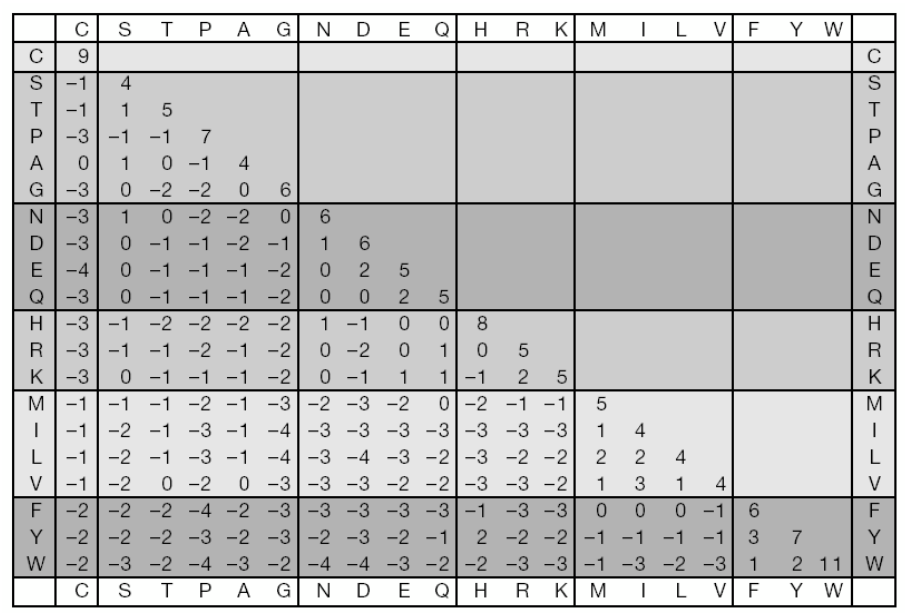 C S T P A G N D E Q H R K M I L V F Y W
C 9 C
S −1 4 S
T −1 1 5 T
P −3 −1 −1 7 P
A 0 1 0 −1 4 A
G −3 0 −2 −2 0 6 G
N −3 1 0 −2 −2 0 6 N
D −3 0 −1 −1 −2 −1 1 6 D
E −4 0 −1 −1 −1 −2 0 2 5 E
Q −3 0 −1 −1 −1 −2 0 0 2 5 Q
H −3 −1 −2 −2 −2 −2 1 −1 0 0 8 H
R −3 −1 −1 −2 −1 −2 0 −2 0 1 0 5 R
K −3 0 −1 −1 −1 −2 0 −1 1 1 −1 2 5 K
M −1 −1 −1 −2 −1 −3 −2 −3 −2 0 −2 −1 −1 5 M
I −1 −2 −1 −3 −1 −4 −3 −3 −3 −3 −3 −3 −3 1 4 I
L −1 −2 −1 −3 −1 −4 −3 −4 −3 −2 −3 −2 −2 2 2 4 L
V −1 −2 0 −2 0 −3 −3 −3 −2 −2 −3 −3 −2 1 3 1 4 V
F −2 −2 −2 −4 −2 −3 −3 −3 −3 −3 −1 −3 −3 0 0 0 −1 6 F
Y −2 −2 −2 −3 −2 −3 −2 −3 −2 −1 2 −2 −2 −1 −1 −1 −1 3 7 Y
W −2 −3 −2 −4 −3 −2 −4 −4 −3 −2 −2 −3 −3 −1 −3 −2 −3 1 2 11 W
C S T P A G N D E Q H R K M I L V F Y W